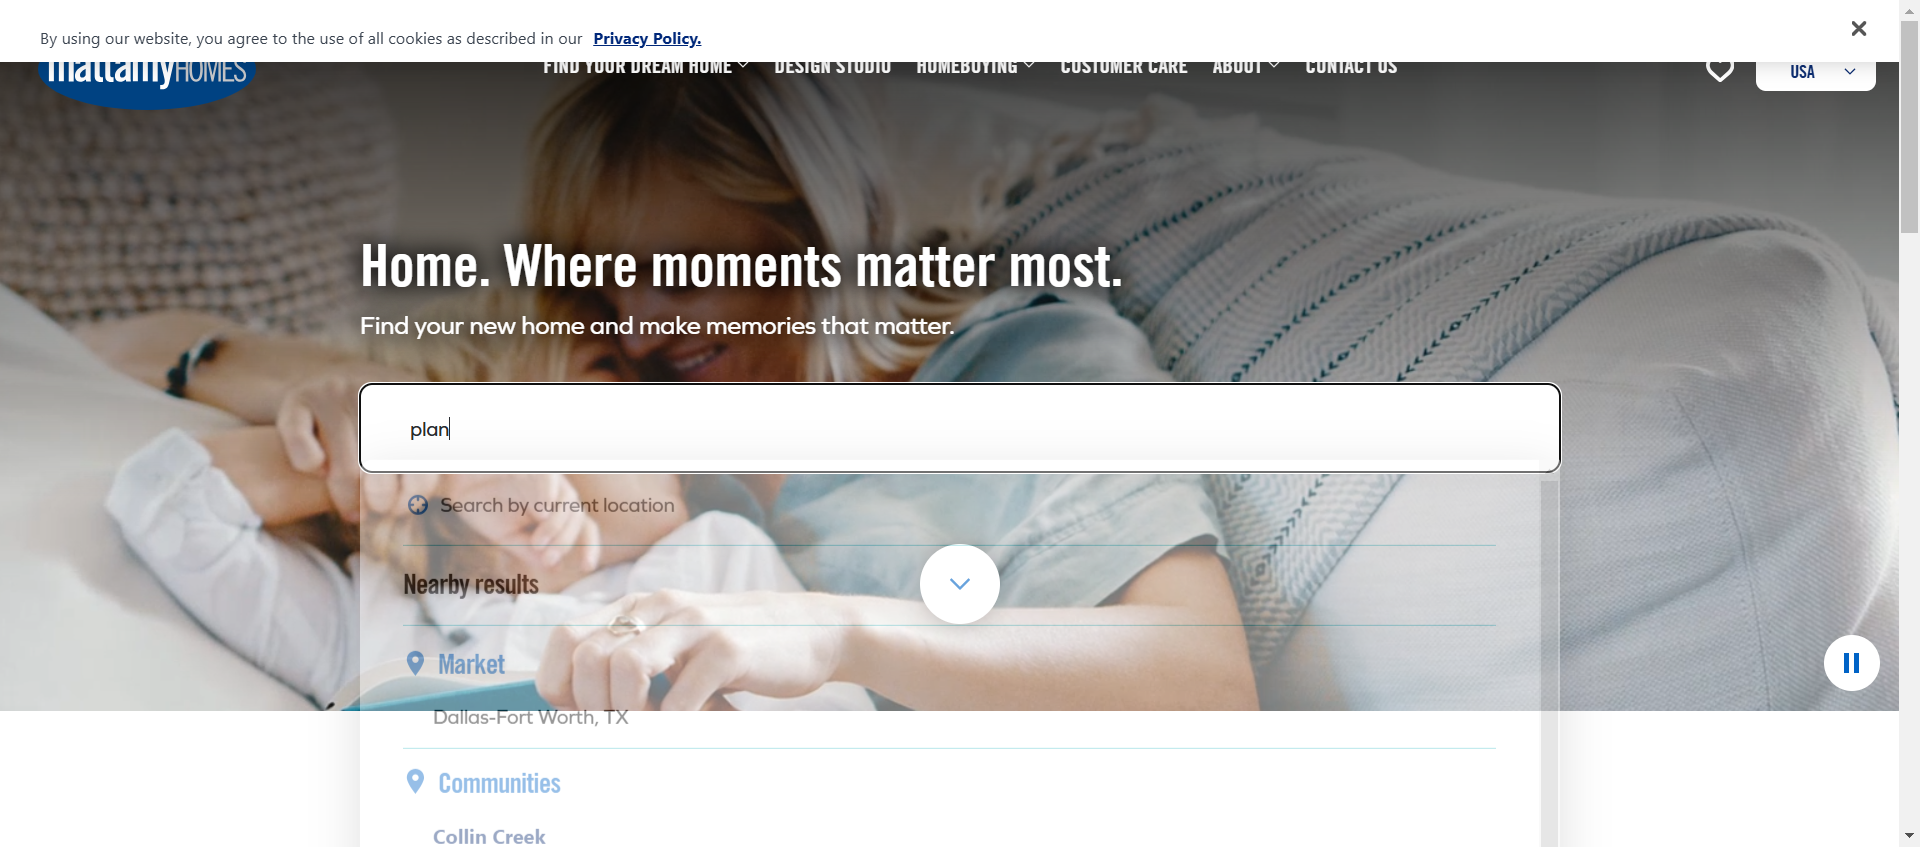 By using our website, you agree to the use of all cookies as described in our Privacy Policy.
mattamyHOMES
FIND YOUR DREAM HOME
DESIGN STUDIO
HOMEBUYING
CUSTOMER CARE
ABOUT
CONTACT US
USA
Home. Where moments matter most.
Find your new home and make memories that matter.
plan
Search by current location
Nearby results
Market
Dallas-Fort Worth, TX
Communities
Collin Creek